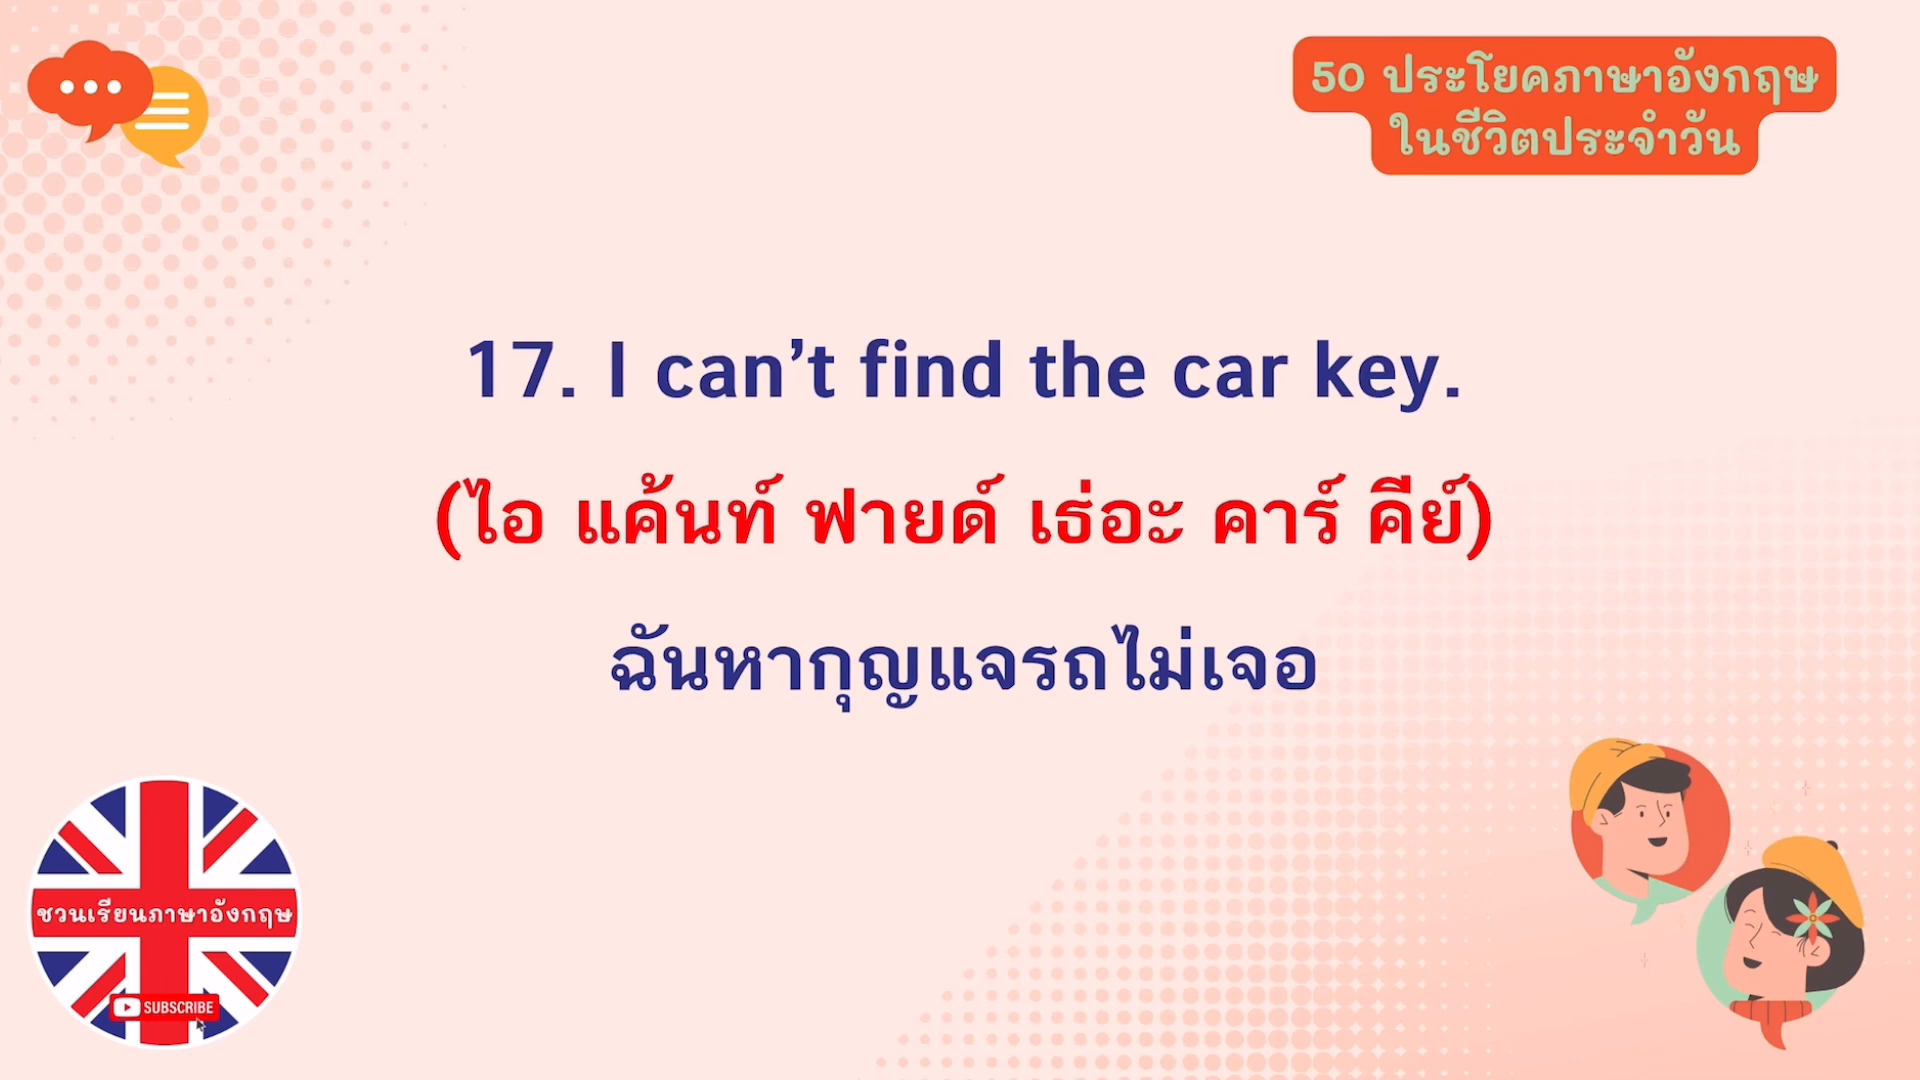 50 ประโยคภาษาอังกฤษ
ในชีวิตประจำวัน
17. I can’t find the car key.
(ไอ แค้นท์ ฟายด์ เธ่อะ คาร์ คีย์)
ฉันหากุญแจรถไม่เจอ
ชวนเรียนภาษาอังกฤษ
SUBSCRIBE